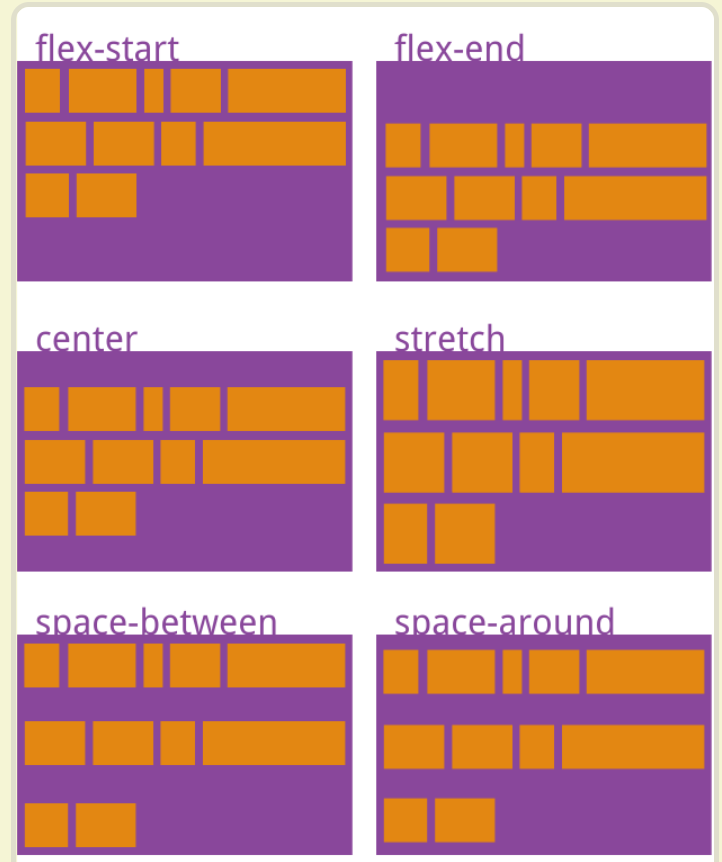 flex-start
flex-end
center
stretch
space-between
space-around